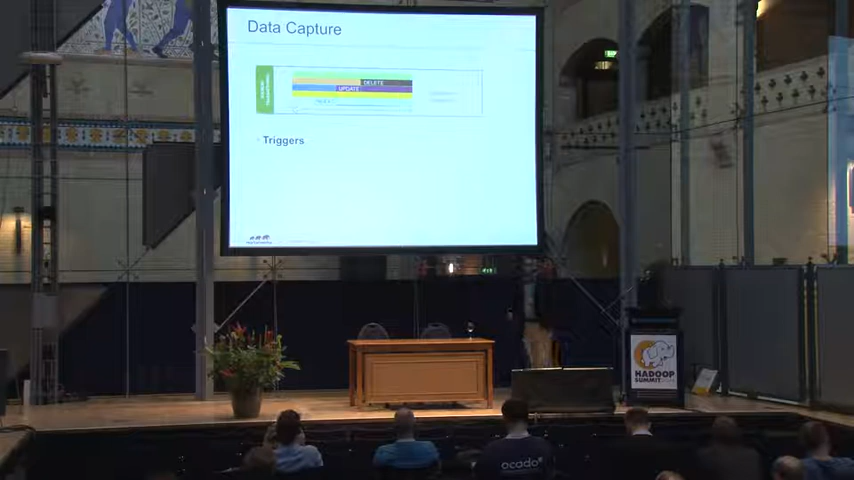 Data Capture
DELETE
UPDATE
Triggers
HADOOP
SUMMIT
ocado